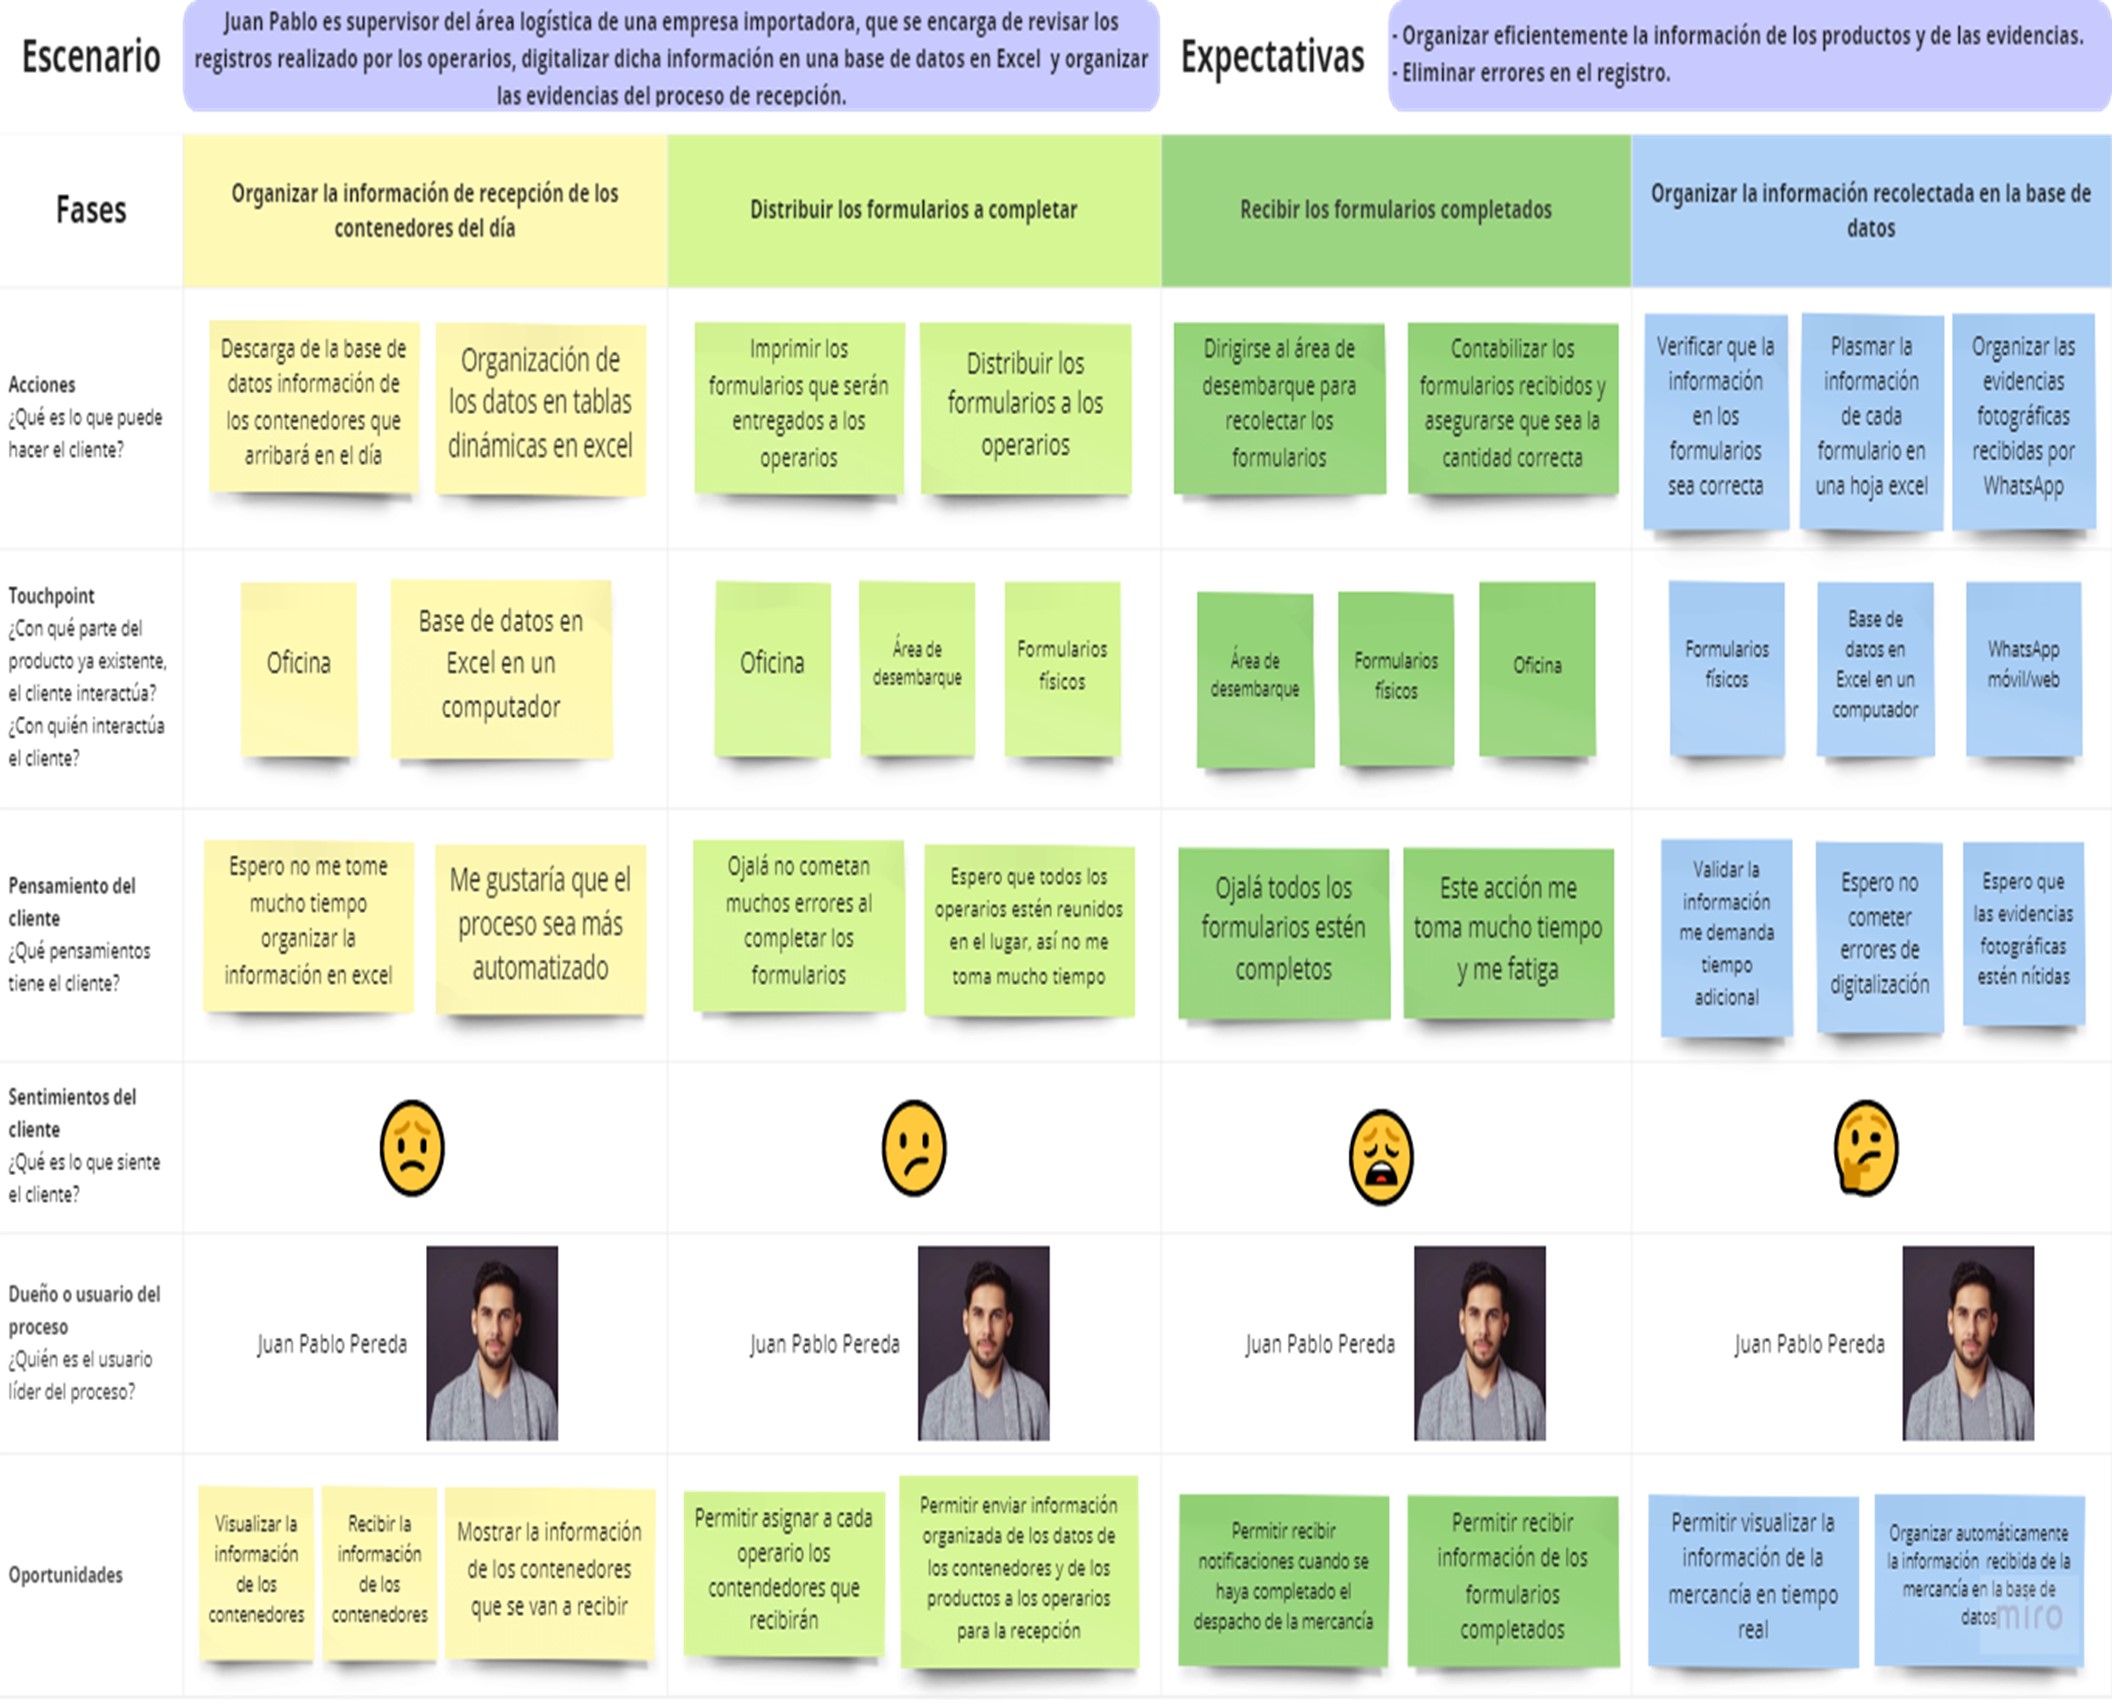 Escenario
Juan Pablo es supervisor del área logística de una empresa importadora, que se encarga de revisar los
registros realizado por los operarios, digitalizar dicha información en una base de datos en Excel y organizar
las evidencias del proceso de recepción.
Expectativas
- Organizar eficientemente la información de los productos y de las evidencias.
- Eliminar errores en el registro.
Fases
Organizar la información de recepción de los
contenedores del día
Distribuir los formularios a completar
Recibir los formularios completados
Organizar la información recolectada en la base de
datos
Acciones
¿Qué es lo que puede
hacer el cliente?
Descarga de la base de
datos información de
los contenedores que
arribará en el día
Organización de
los datos en tablas
dinámicas en excel
Imprimir los
formularios que serán
entregados a los
operarios
Distribuir los
formularios a los
operarios
Dirigirse al área de
desembarque para
recolectar los
formularios
Contabilizar los
formularios recibidos y
asegurarse que sea la
cantidad correcta
Verificar que la
información
en los
formularios
sea correcta
Plasmar la
información
de cada
formulario en
una hoja excel
Organizar las
evidencias
fotográficas
recibidas por
WhatsApp
Touchpoint
¿Con qué parte del
producto ya existente,
el cliente interactúa?
¿Con quién interactúa
el cliente?
Oficina
Base de datos en
Excel en un
computador
Oficina
Área de
desembarque
Formularios
físicos
Área de
desembarque
Formularios
físicos
Oficina
Formularios
físicos
Base de
datos en
Excel en un
computador
WhatsApp
móvil/web
Pensamiento del
cliente
¿Qué pensamientos
tiene el cliente?
Espero no me tome
mucho tiempo
organizar la
información en excel
Me gustaría que el
proceso sea más
automatizado
Ojalá no cometan
muchos errores al
completar los
formularios
Espero que todos los
operarios estén reunidos
en el lugar, así no me
toma mucho tiempo
Ojalá todos los
formularios estén
completos
Este acción me
toma mucho tiempo
y me fatiga
Validar la
información
me demanda
tiempo
adicional
Espero no
cometer
errores de
digitalización
Espero que
las evidencias
fotográficas
estén nítidas
Sentimientos del
cliente
¿Qué es lo que siente
el cliente?
Dueño o usuario del
proceso
¿Quién es el usuario
líder del proceso?
Juan Pablo Pereda
Juan Pablo Pereda
Juan Pablo Pereda
Juan Pablo Pereda
Oportunidades
Visualizar la
información
de los
contenedores
Recibir la
información
de los
contenedores
Mostrar la información
de los contenedores
que se van a recibir
Permitir asignar a cada
operario los
contendedores que
recibirán
Permitir enviar información
organizada de los datos de
los contenedores y de los
productos a los operarios
para la recepción
Permitir recibir
notificaciones cuando se
haya completado el
despacho de la mercancía
Permitir recibir
información de los
formularios
completados
Permitir visualizar la
información de la
mercancía en tiempo
real
Organizar automáticamente
la información recibida de la
mercancía en la base de
datos
miro